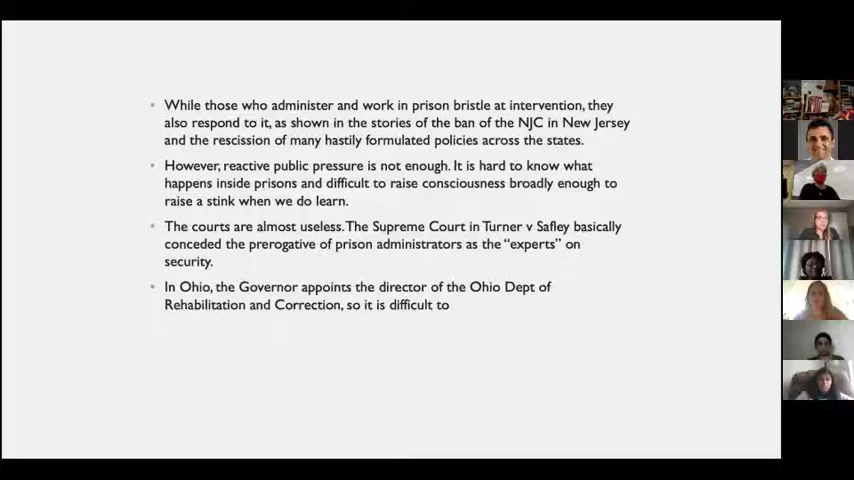 While those who administer and work in prison bristle at intervention, they
also respond to it, as shown in the stories of the ban of the NJC in New Jersey
and the rescission of many hastily formulated policies across the states.
However, reactive public pressure is not enough. It is hard to know what
happens inside prisons and difficult to raise consciousness broadly enough to
raise a stink when we do learn.
The courts are almost useless. The Supreme Court in Turner v Safley basically
conceded the prerogative of prison administrators as the “experts” on
security.
In Ohio, the Governor appoints the director of the Ohio Dept of
Rehabilitation and Correction, so it is difficult to